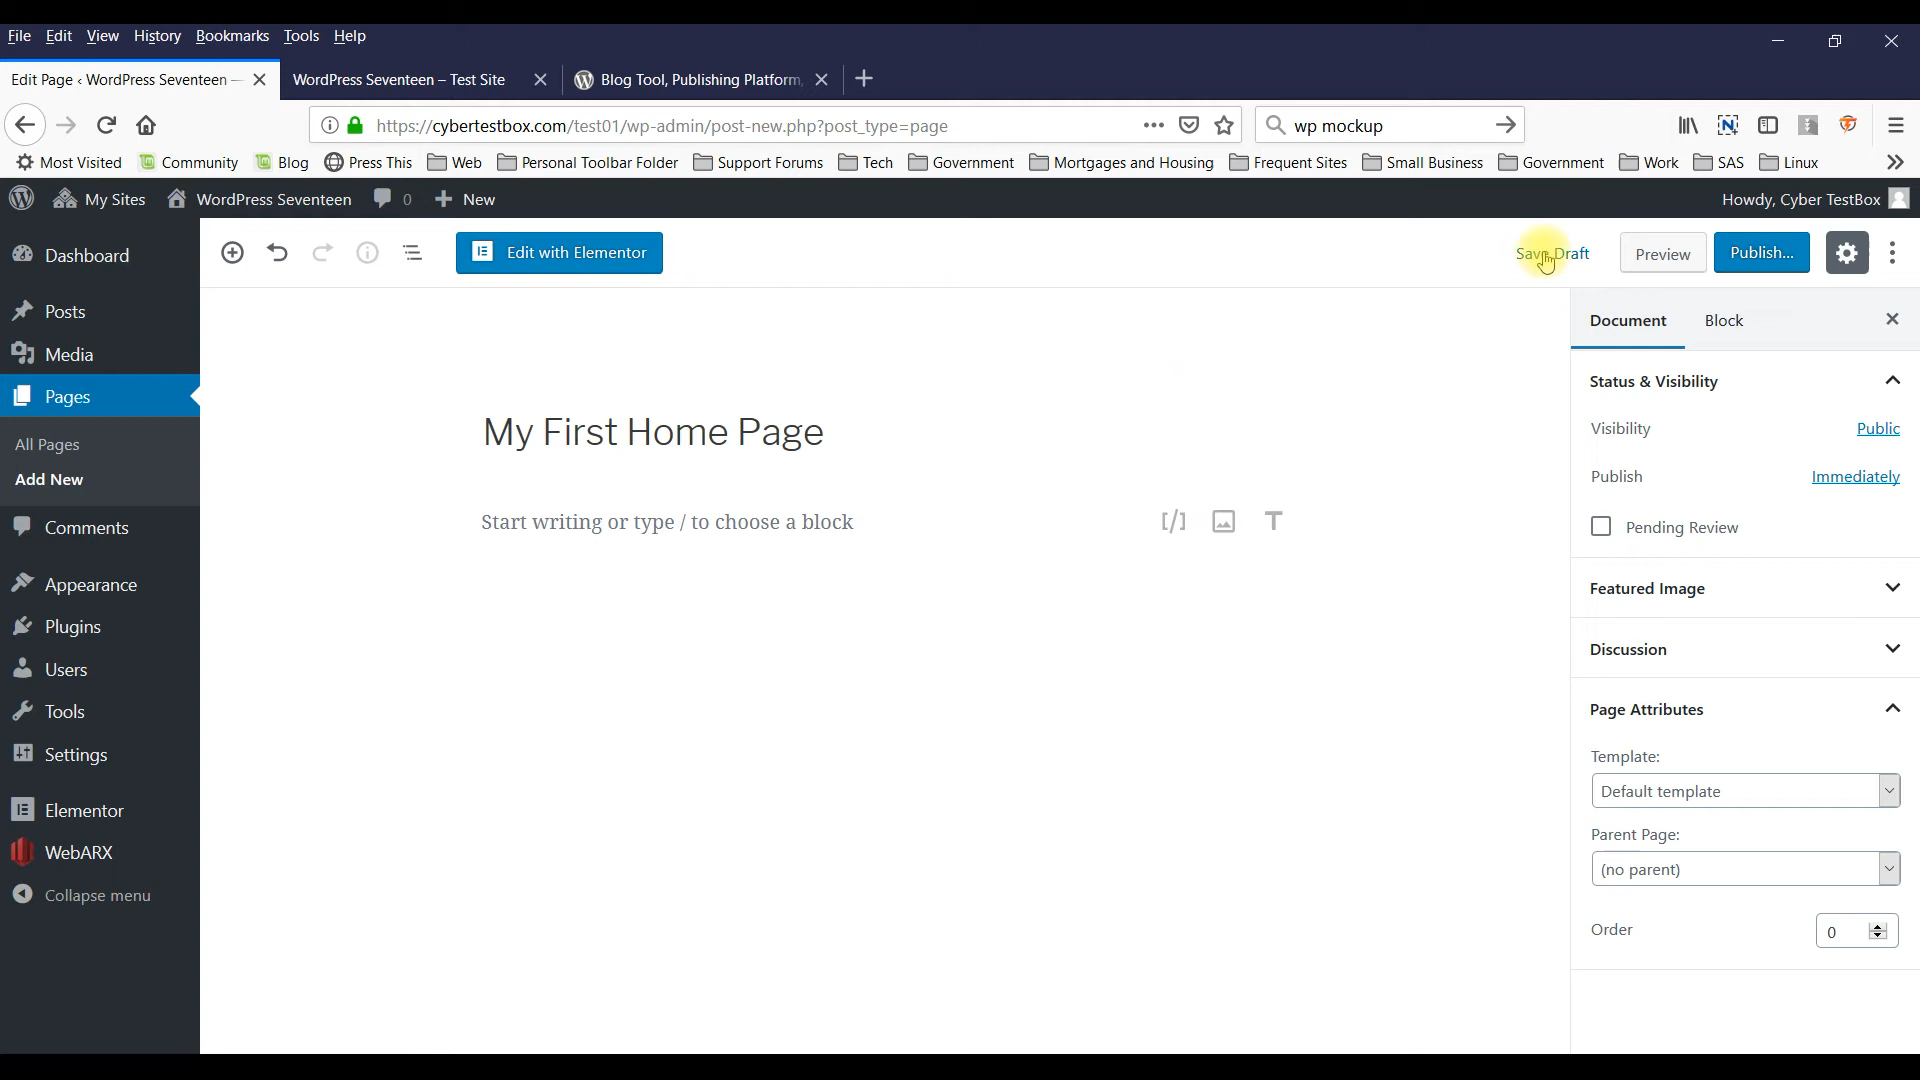 File Edit View History Bookmarks Tools Help
Edit Page ‹ WordPress Seventeen —
WordPress Seventeen – Test Site
Blog Tool, Publishing Platform,
https://cybertestbox.com/test01/wp-admin/post-new.php?post_type=page
wp mockup
Most Visited Community Blog Press This Web Personal Toolbar Folder Support Forums Tech Government Mortgages and Housing Frequent Sites Small Business Government Work SAS Linux
My Sites WordPress Seventeen 0 New Howdy, Cyber TestBox
Edit with Elementor Save Draft Preview Publish...
Dashboard
Posts
Media
Pages
All Pages
Add New
Comments
Appearance
Plugins
Users
Tools
Settings
Elementor
WebARX
Collapse menu
My First Home Page
Start writing or type / to choose a block
Document Block
Status & Visibility
Visibility Public
Publish Immediately
Pending Review
Featured Image
Discussion
Page Attributes
Template:
Default template
Parent Page:
(no parent)
Order 0